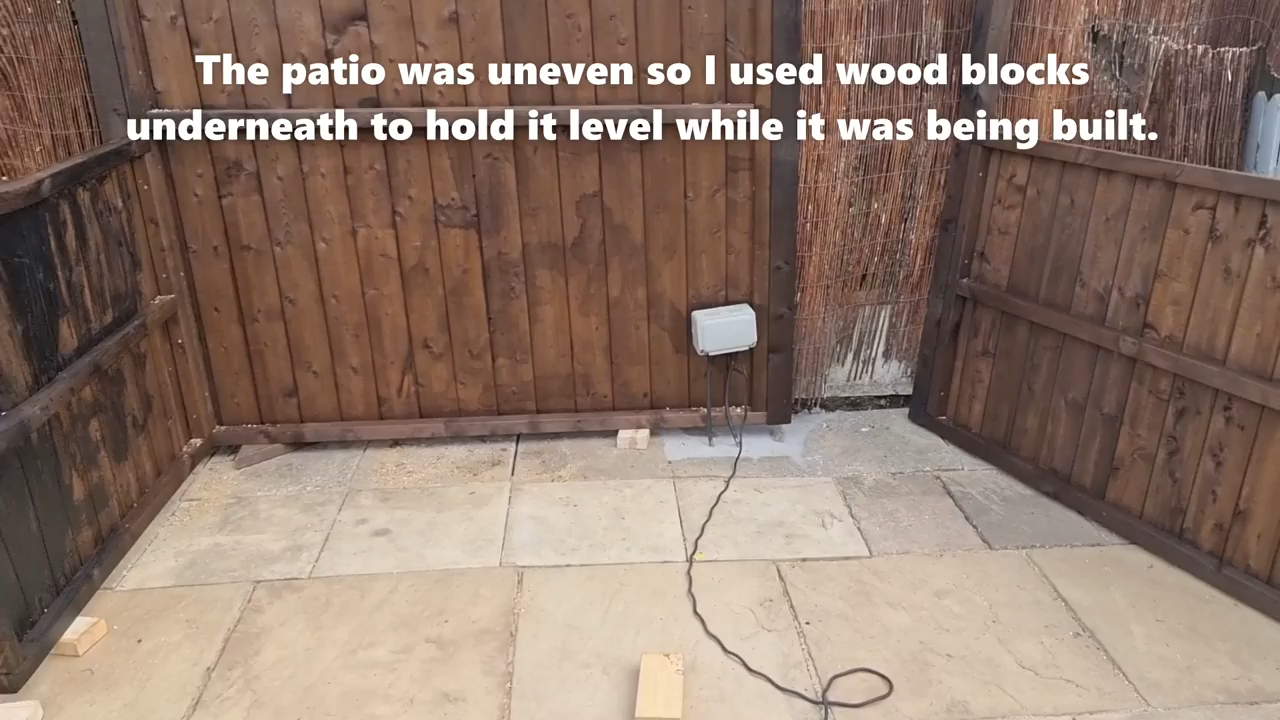 The patio was uneven so I used wood blocks
underneath to hold it level while it was being built.